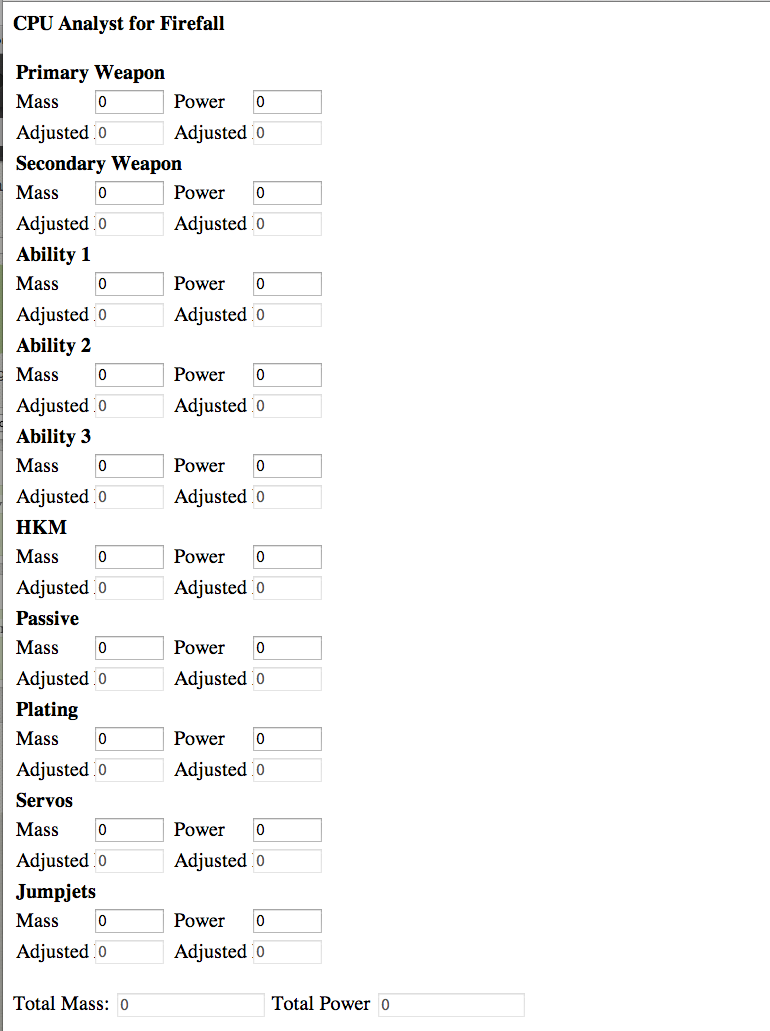 CPU Analyst for Firefall
Primary Weapon
Mass 0 Power 0
Adjusted 0 Adjusted 0
Secondary Weapon
Mass 0 Power 0
Adjusted 0 Adjusted 0
Ability 1
Mass 0 Power 0
Adjusted 0 Adjusted 0
Ability 2
Mass 0 Power 0
Adjusted 0 Adjusted 0
Ability 3
Mass 0 Power 0
Adjusted 0 Adjusted 0
HKM
Mass 0 Power 0
Adjusted 0 Adjusted 0
Passive
Mass 0 Power 0
Adjusted 0 Adjusted 0
Plating
Mass 0 Power 0
Adjusted 0 Adjusted 0
Servos
Mass 0 Power 0
Adjusted 0 Adjusted 0
Jumpjets
Mass 0 Power 0
Adjusted 0 Adjusted 0
Total Mass: 0 Total Power 0